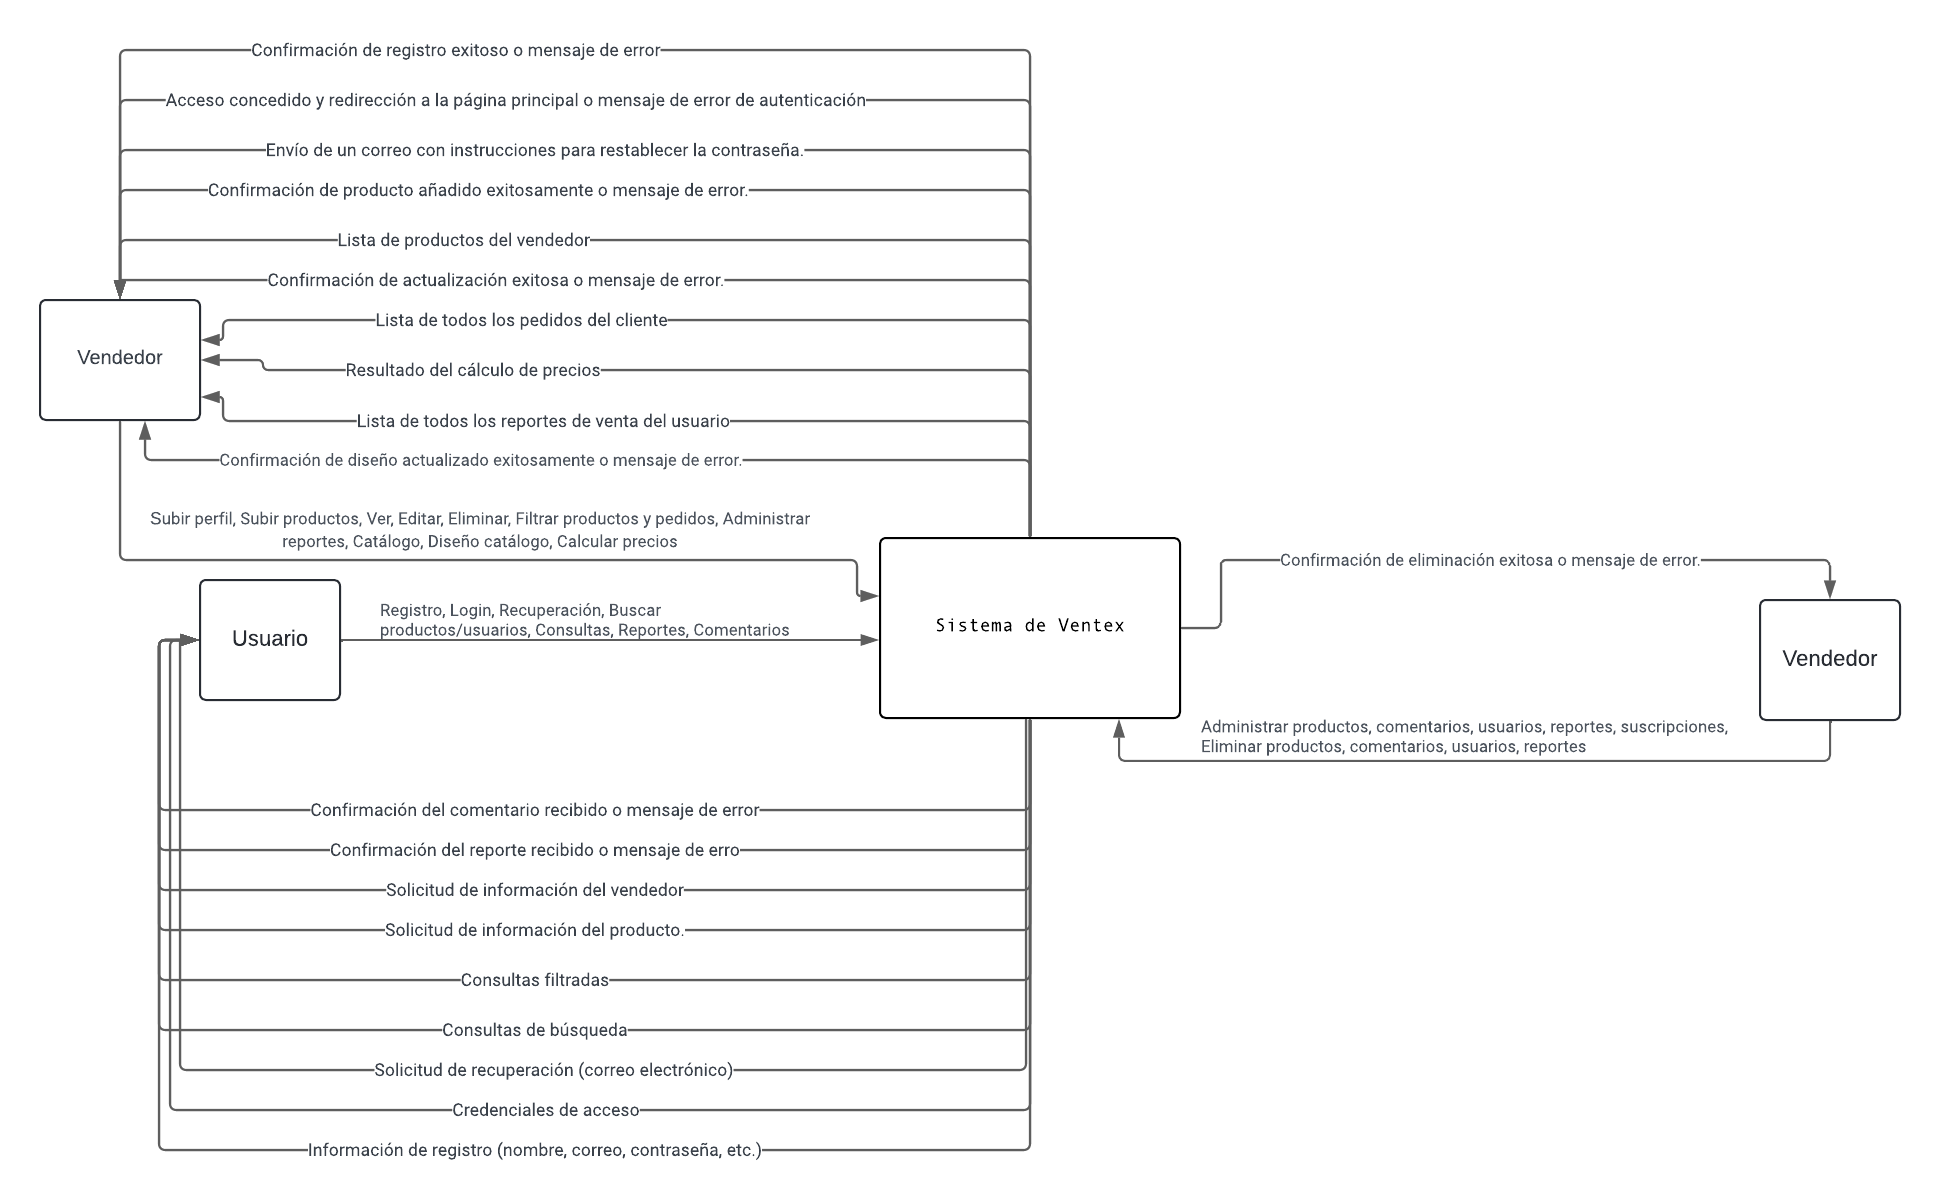 Confirmación de registro exitoso o mensaje de error
Acceso concedido y redirección a la página principal o mensaje de error de autenticación
Envío de un correo con instrucciones para restablecer la contraseña.
Confirmación de producto añadido exitosamente o mensaje de error.
Lista de productos del vendedor
Confirmación de actualización exitosa o mensaje de error.
Lista de todos los pedidos del cliente
Vendedor
Resultado del cálculo de precios
Lista de todos los reportes de venta del usuario
Confirmación de diseño actualizado exitosamente o mensaje de error.
Subir perfil, Subir productos, Ver, Editar, Eliminar, Filtrar productos y pedidos, Administrar
reportes, Catálogo, Diseño catálogo, Calcular precios
Confirmación de eliminación exitosa o mensaje de error.
Registro, Login, Recuperación, Buscar
productos/usuarios, Consultas, Reportes, Comentarios
Usuario
Sistema de Ventex
Vendedor
Administrar productos, comentarios, usuarios, reportes, suscripciones,
Eliminar productos, comentarios, usuarios, reportes
Confirmación del comentario recibido o mensaje de error
Confirmación del reporte recibido o mensaje de erro
Solicitud de información del vendedor
Solicitud de información del producto.
Consultas filtradas
Consultas de búsqueda
Solicitud de recuperación (correo electrónico)
Credenciales de acceso
Información de registro (nombre, correo, contraseña, etc.)